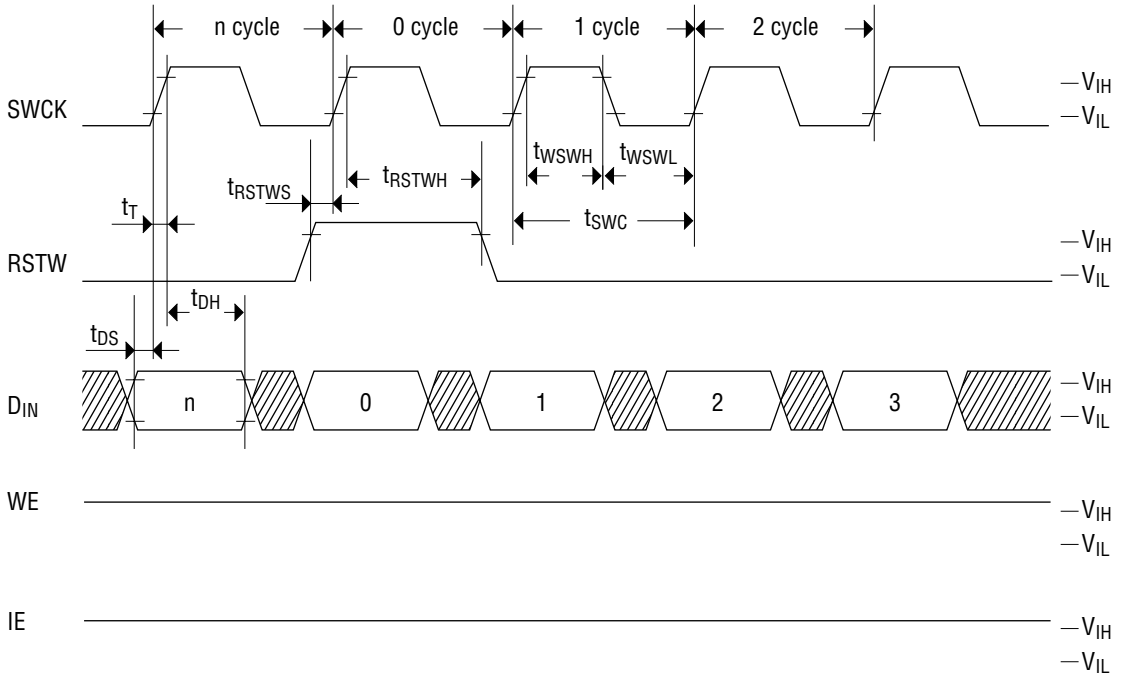 n cycle 0 cycle 1 cycle 2 cycle
SWCK
VIH
VIL
tWSWH tWSWL
tRSTWS tRSTWH
tT
tSWC
RSTW
VIH
VIL
tDH
tDS
DIN
n 0 1 2 3
VIH
VIL
WE
VIH
VIL
IE
VIH
VIL